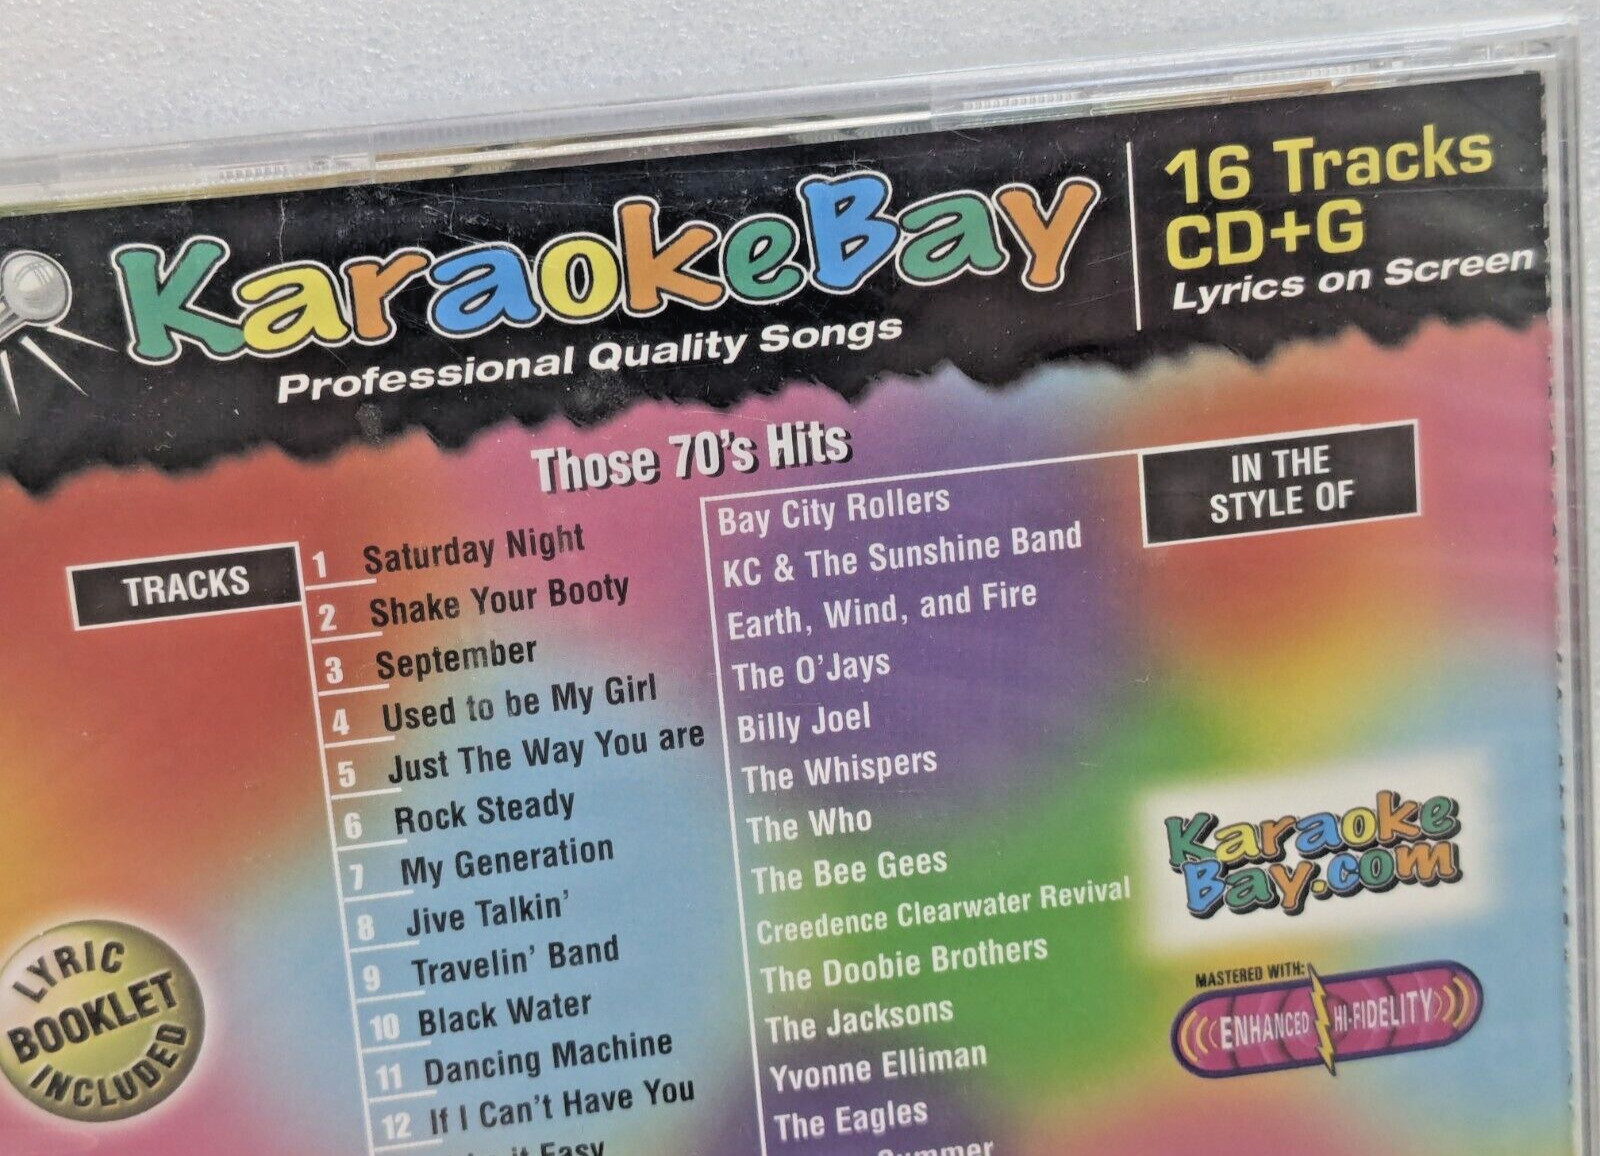 KaraokeBay
Professional Quality Songs
16 Tracks
CD+G
Lyrics on Screen
Those 70's Hits
TRACKS
IN THE
STYLE OF
1 Saturday Night Bay City Rollers
2 Shake Your Booty KC & The Sunshine Band
3 September Earth, Wind, and Fire
4 Used to be My Girl The O'Jays
5 Just The Way You are Billy Joel
6 Rock Steady The Whispers
7 My Generation The Who
8 Jive Talkin' The Bee Gees
9 Travelin' Band Creedence Clearwater Revival
10 Black Water The Doobie Brothers
11 Dancing Machine The Jacksons
12 If I Can't Have You Yvonne Elliman
it Easy The Eagles
Summer
Karaoke
Bay.com
MASTERED WITH:
ENHANCED HI-FIDELITY
LYRIC
BOOKLET
INCLUDED